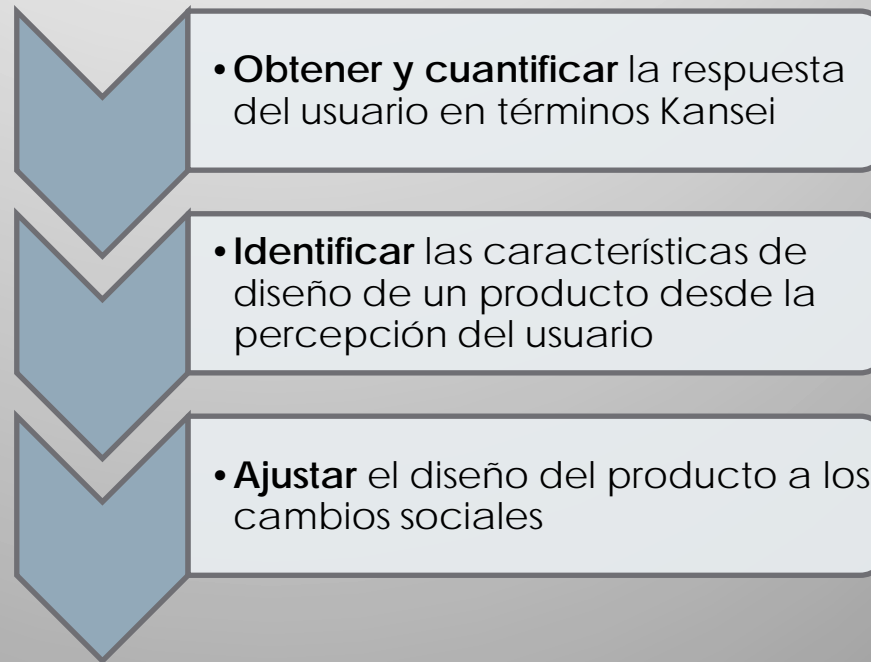 • Obtener y cuantificar la respuesta
del usuario en términos Kansei
• Identificar las características de
diseño de un producto desde la
percepción del usuario
• Ajustar el diseño del producto a los
cambios sociales